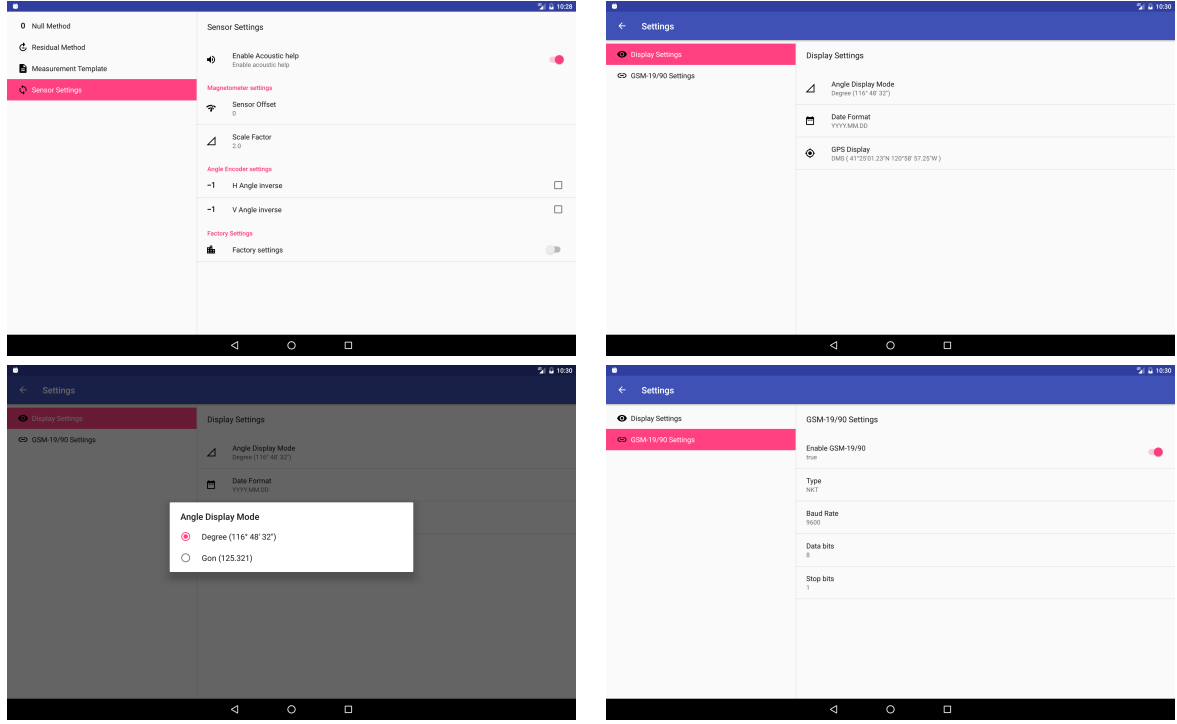 10:28
0 Null Method
Residual Method
Measurement Template
Sensor Settings
Sensor Settings
Enable Acoustic help
Enable acoustic help
Magnetometer settings
Sensor Offset
0
Scale Factor
2.0
Angle Encoder settings
−1 H Angle inverse
−1 V Angle inverse
Factory Settings
Factory settings
10:30
Settings
Display Settings
GSM-19/90 Settings
Display Settings
Angle Display Mode
Degree (116° 48' 32")
Date Format
YYYY.MM.DD
GPS Display
DMS ( 41°25'01.23"N 120°58' 57.25"W )
10:30
Settings
Display Settings
GSM-19/90 Settings
Display Settings
Angle Display Mode
Degree (116° 48' 32")
Date Format
YYYY.MM.DD
Angle Display Mode
Degree (116° 48' 32")
Gon (125.321)
10:30
Settings
Display Settings
GSM-19/90 Settings
GSM-19/90 Settings
Enable GSM-19/90
true
Type
NKT
Baud Rate
9600
Data bits
8
Stop bits
1